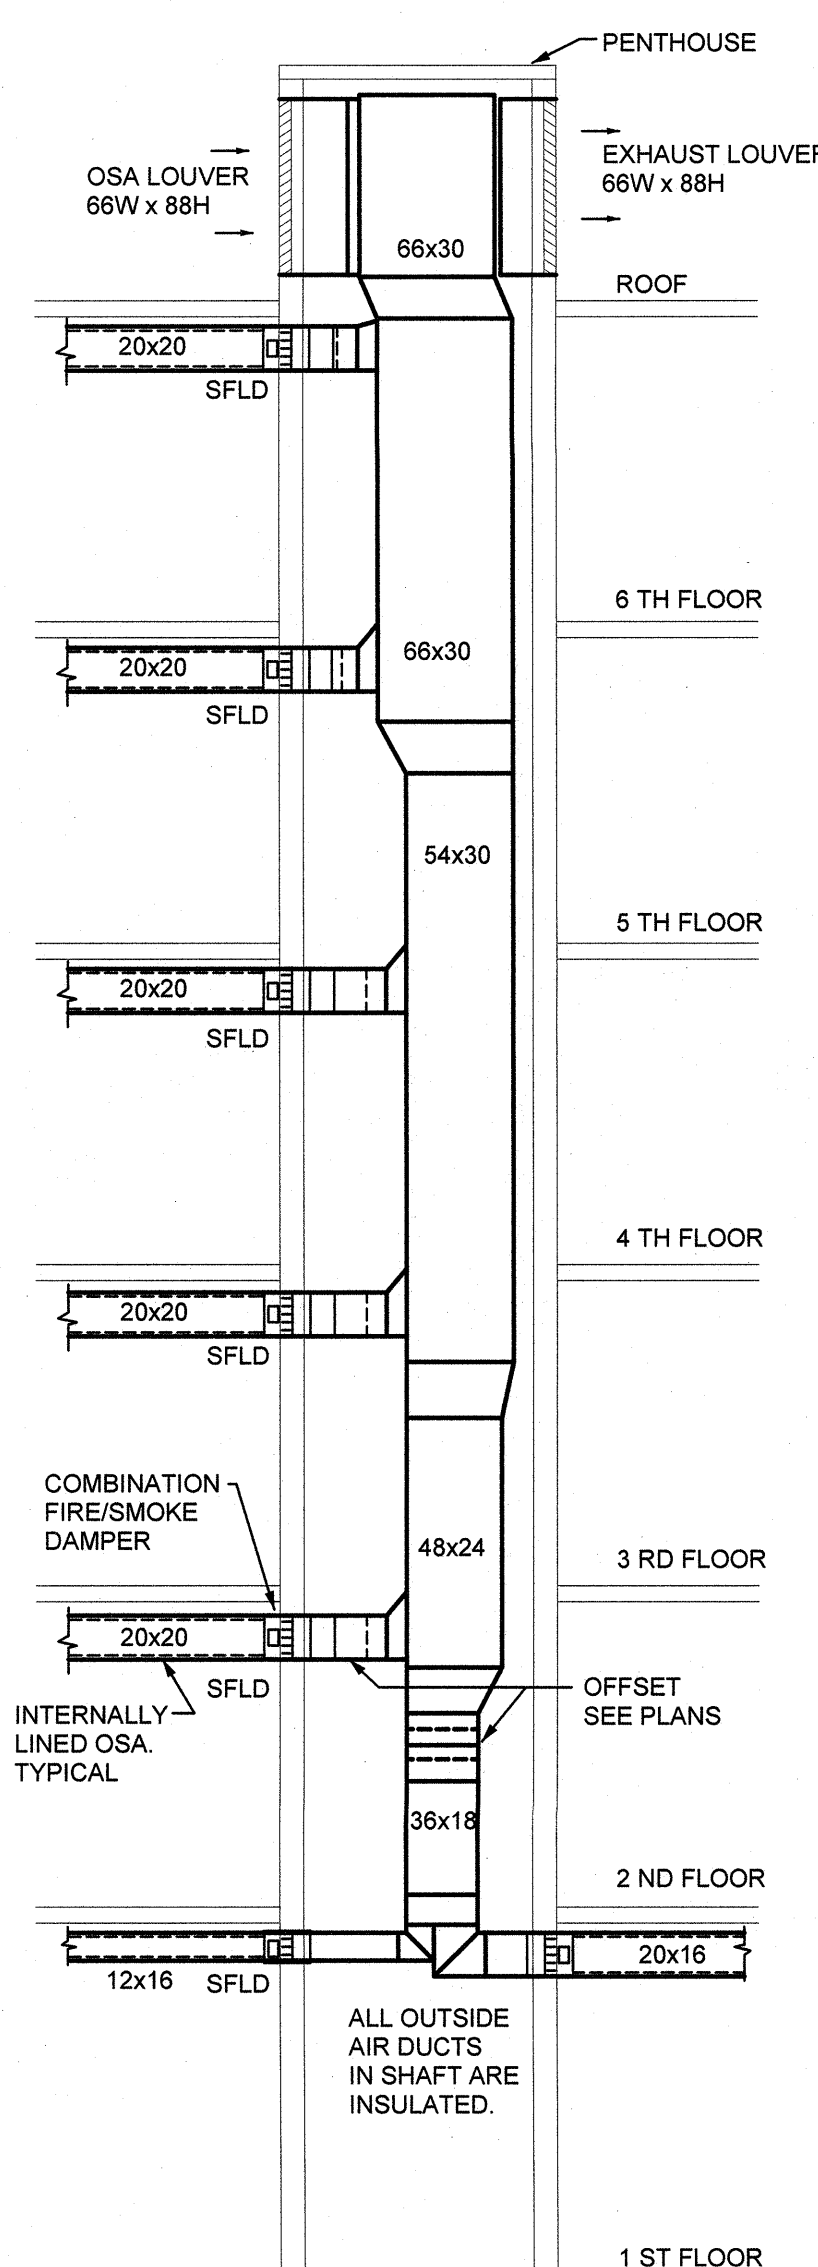 PENTHOUSE
OSA LOUVER
66W x 88H
EXHAUST LOUVER
66W x 88H
66x30
ROOF
20x20
SFLD
6 TH FLOOR
66x30
20x20
SFLD
54x30
5 TH FLOOR
20x20
SFLD
4 TH FLOOR
20x20
SFLD
COMBINATION
FIRE/SMOKE
DAMPER
48x24
3 RD FLOOR
20x20
SFLD
OFFSET
SEE PLANS
INTERNALLY
LINED OSA.
TYPICAL
36x18
2 ND FLOOR
20x16
12x16
SFLD
ALL OUTSIDE
AIR DUCTS
IN SHAFT ARE
INSULATED.
1 ST FLOOR